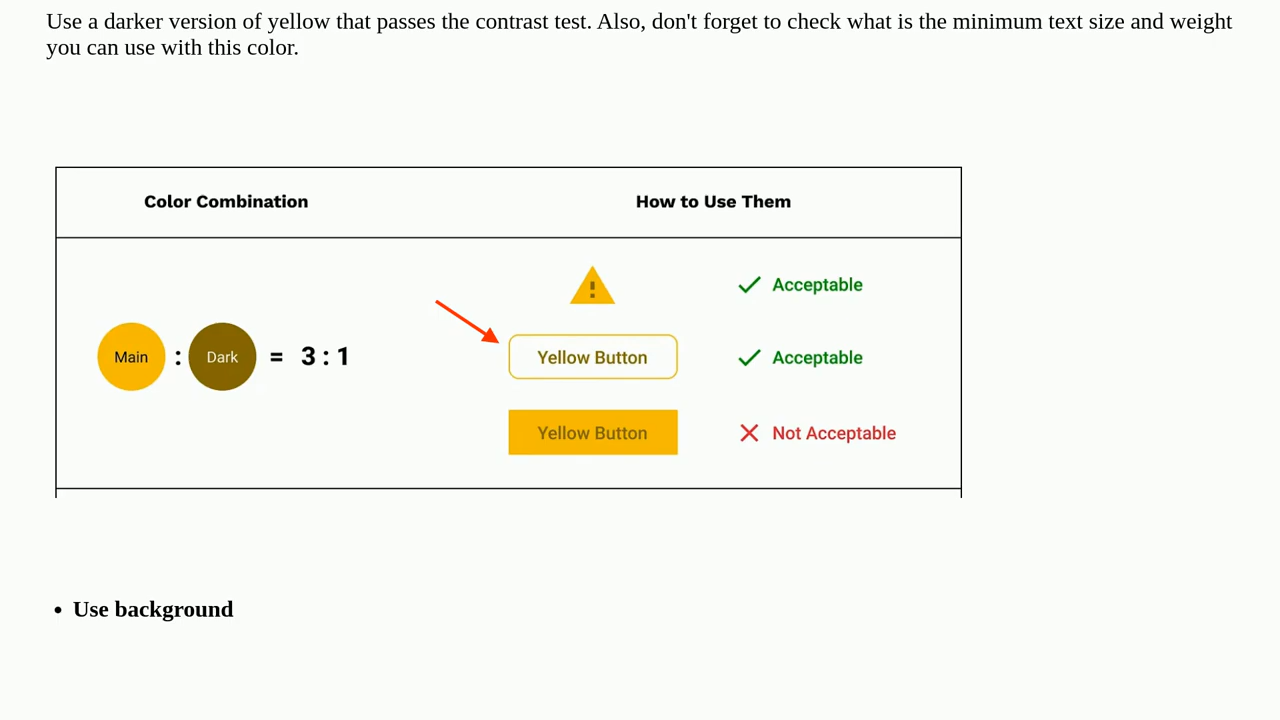 Use a darker version of yellow that passes the contrast test. Also, don't forget to check what is the minimum text size and weight
you can use with this color.
Color Combination How to Use Them
! Acceptable
Main : Dark = 3 : 1 Yellow Button Acceptable
Yellow Button Not Acceptable
• Use background